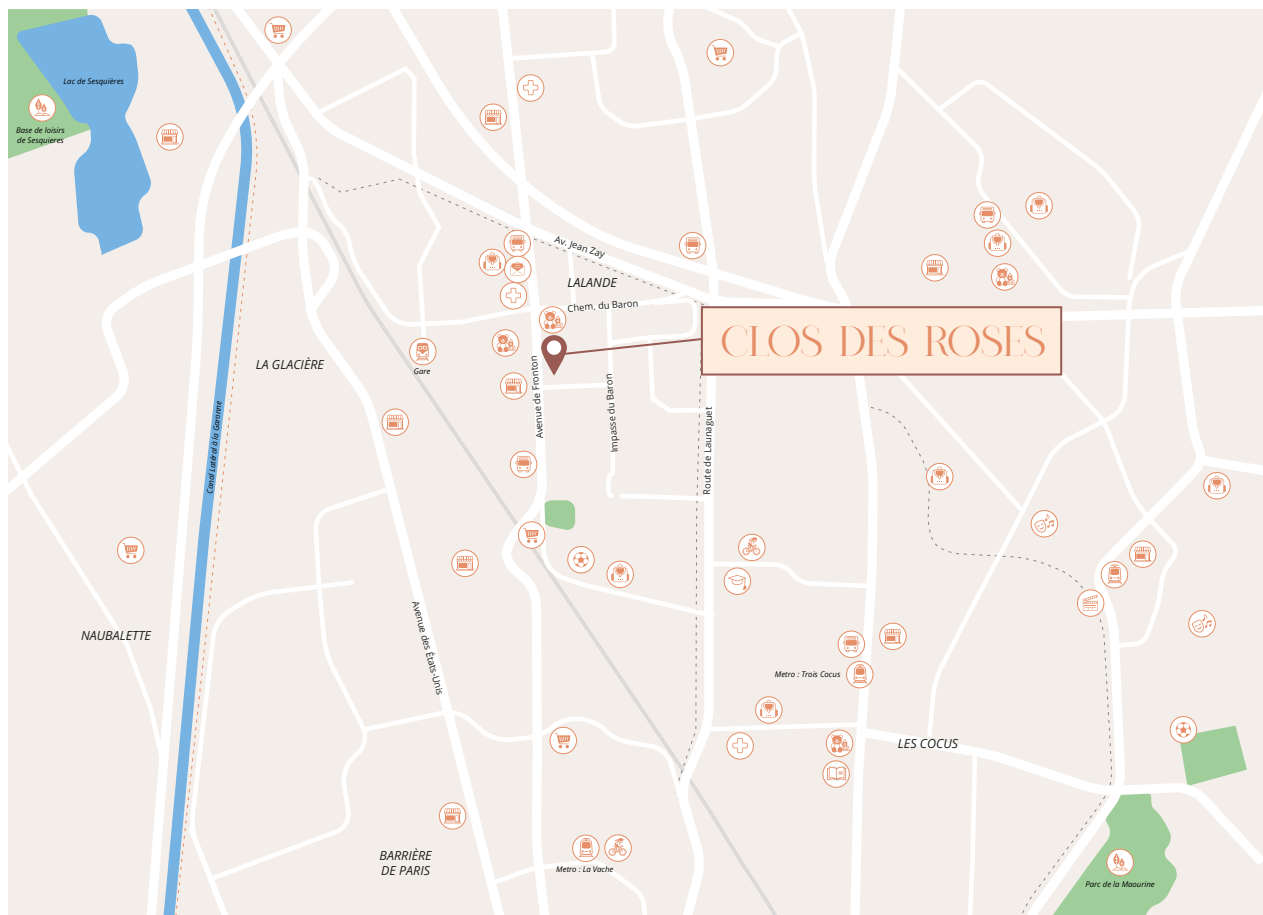 Lac de Sesquières
Base de loisirs
de Sesquieres
Av. Jean Zay
LALANDE
Chem. du Baron
CLOS DES ROSES
LA GLACIÈRE
Gare
Avenue de Fronton
Impasse du Baron
Route de Launaguet
Canal Latéral à la Garonne
NAUBALETTE
Avenue des États-Unis
Metro : Trois Cocus
LES COCUS
BARRIÈRE
DE PARIS
Metro : La Vache
Parc de la Maourine